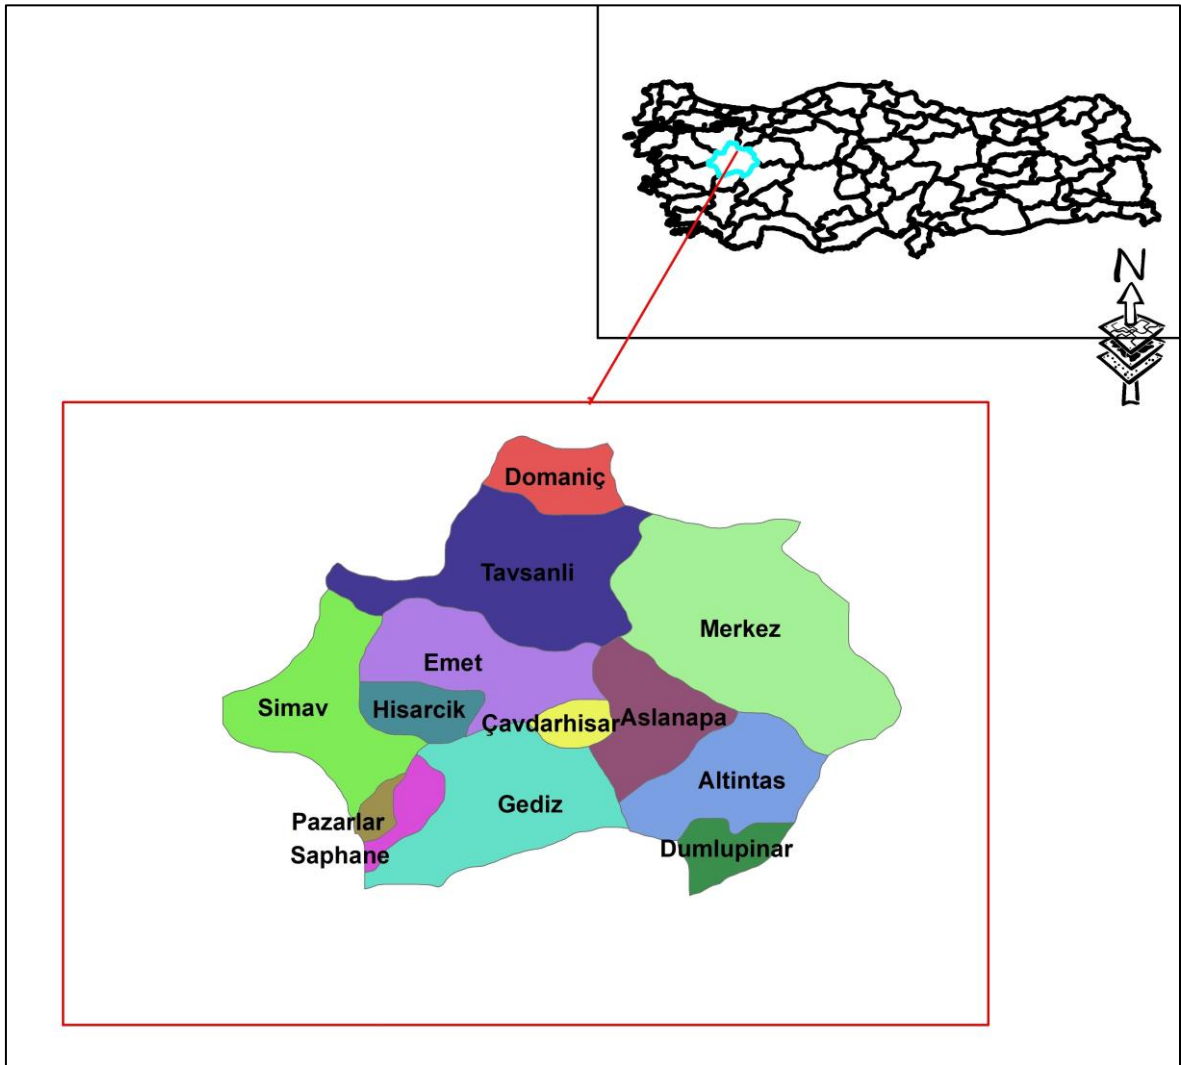 N
Domaniç
Tavsanli
Merkez
Emet
Simav
Hisarcik
Çavdarhisar
Aslanapa
Altintas
Gediz
Pazarlar
Saphane
Dumlupinar